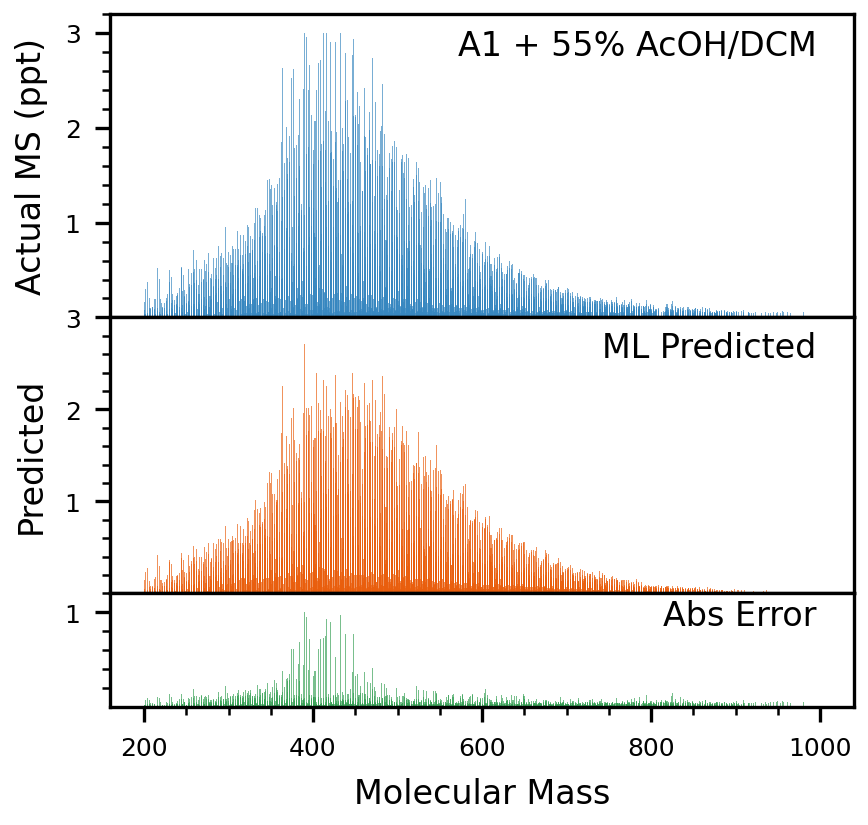 A1 + 55% AcOH/DCM
Actual MS (ppt)
3
2
1
3
ML Predicted
Predicted
2
1
Abs Error
1
200 400 600 800 1000
Molecular Mass